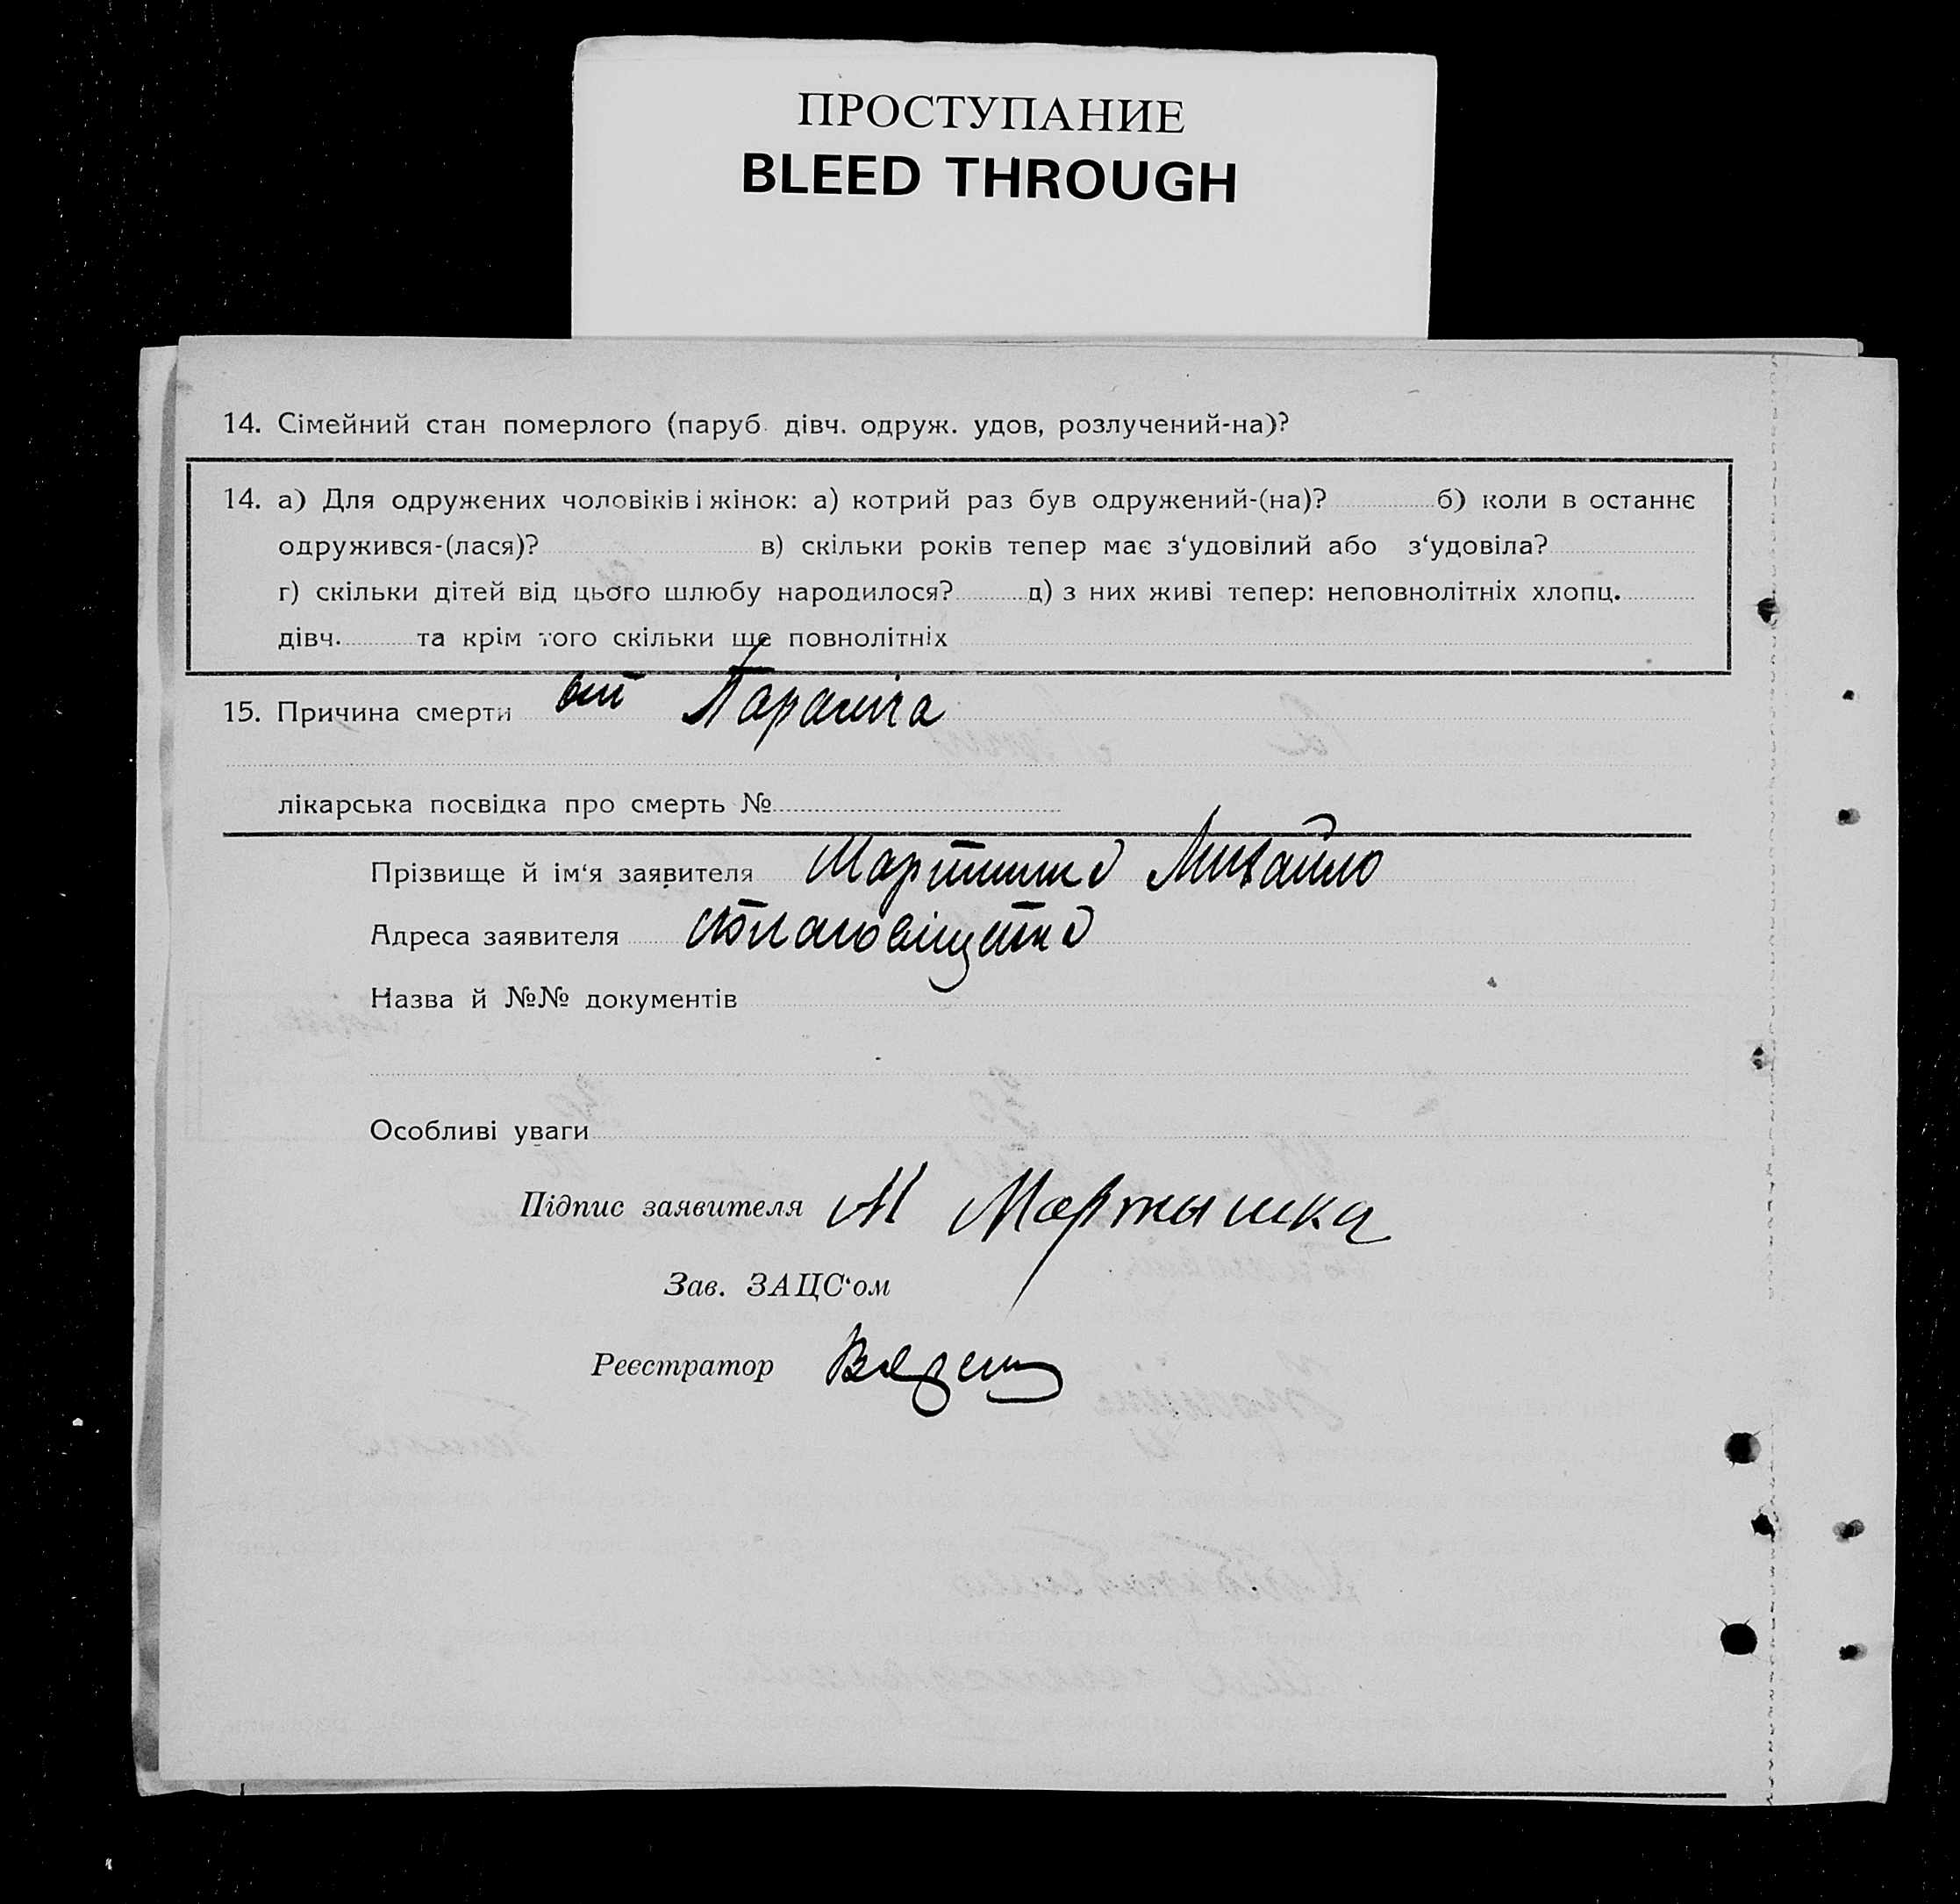 ПРОСТУПАНИЕ
BLEED THROUGH
14. Сімейний стан померлого (паруб. дівч. одруж. удов, розлучений-на)?
14. а) Для одружених чоловіків і жінок: а) котрий раз був одружений-(на)? б) коли в останнє
одружився-(лася)? в) скільки років тепер має з‘удовілий або з‘удовіла?
г) скільки дітей від цього шлюбу народилося? д) з них живі тепер: неповнолітніх хлопц.
дівч. та крім того скільки ще повнолітніх
15. Причина смерти від Параліча
лікарська посвідка про смерть №
Прізвище й ім‘я заявителя Мартишка Михайло
Адреса заявителя
Назва й №№ документів
Особливі уваги
Підпис заявителя М Мартышка
Зав. ЗАЦС‘ом
Реєстратор